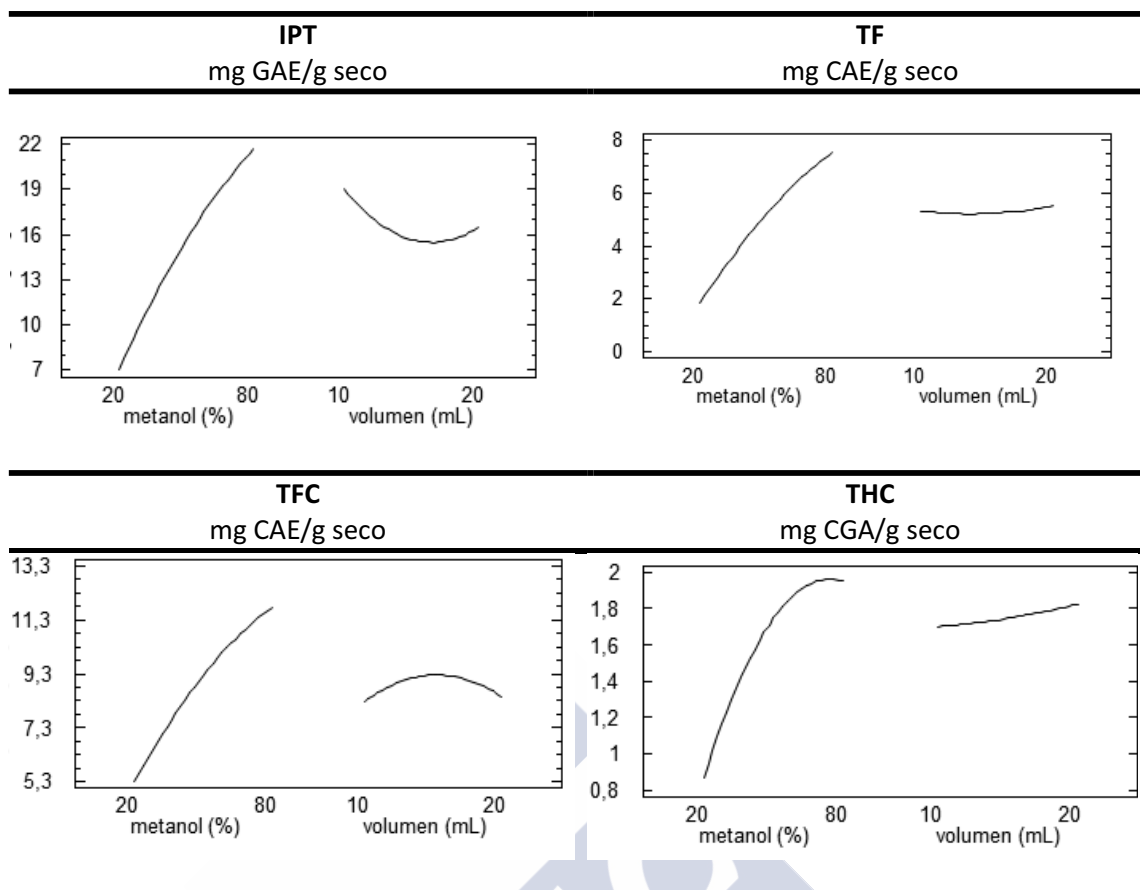 IPT
mg GAE/g seco
TF
mg CAE/g seco
22
19
16
13
10
7
20 80 10 20
metanol (%) volumen (mL)
8
6
4
2
0
20 80 10 20
metanol (%) volumen (mL)
TFC
mg CAE/g seco
THC
mg CGA/g seco
13,3
11,3
9,3
7,3
5,3
20 80 10 20
metanol (%) volumen (mL)
2
1,8
1,6
1,4
1,2
1
0,8
20 80 10 20
metanol (%) volumen (mL)